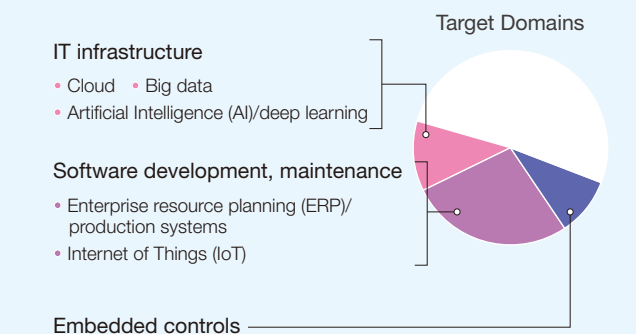 Target Domains
IT infrastructure
• Cloud • Big data
• Artificial Intelligence (AI)/deep learning
Software development, maintenance
• Enterprise resource planning (ERP)/
production systems
• Internet of Things (IoT)
Embedded controls